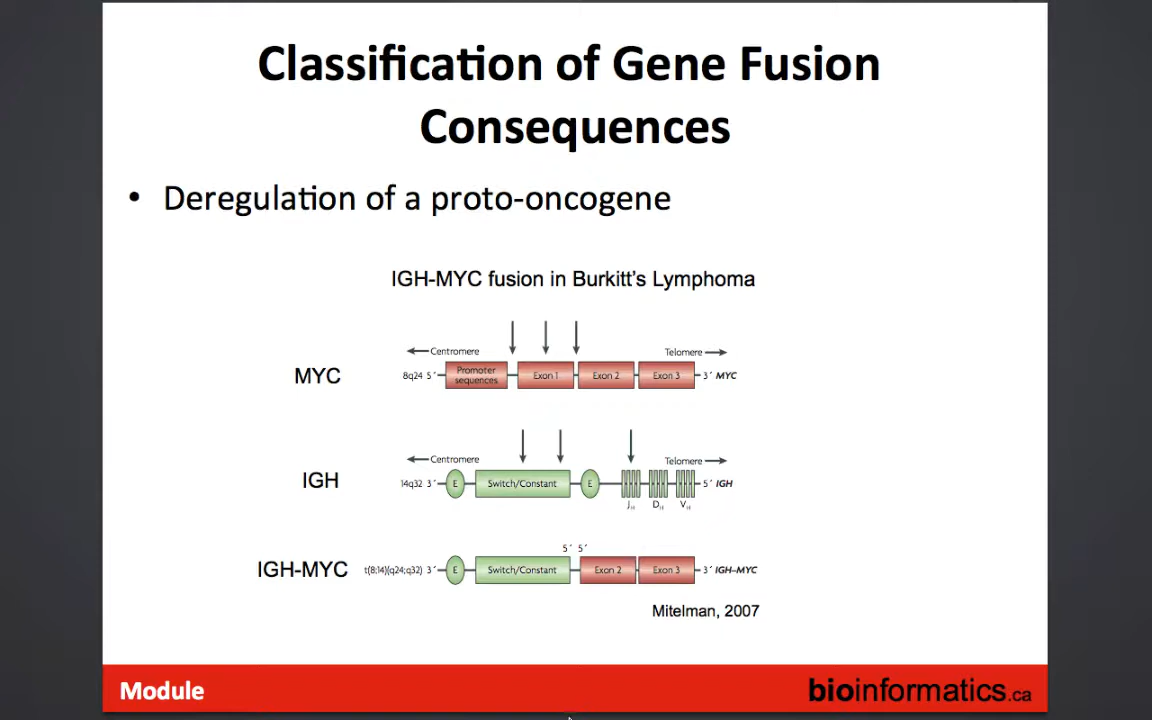 Classification of Gene Fusion
Consequences
• Deregulation of a proto-oncogene
IGH-MYC fusion in Burkitt's Lymphoma
Centromere Telomere
MYC 8q24 5´ Promoter sequences Exon 1 Exon 2 Exon 3 3´ MYC
Centromere Telomere
IGH 14q32 3´ E Switch/Constant E 5´ IGH
JH DH VH
5´ 5´
IGH-MYC t(8;14)(q24;q32) 3´ E Switch/Constant Exon 2 Exon 3 3´ IGH–MYC
Mitelman, 2007
Module bioinformatics.ca